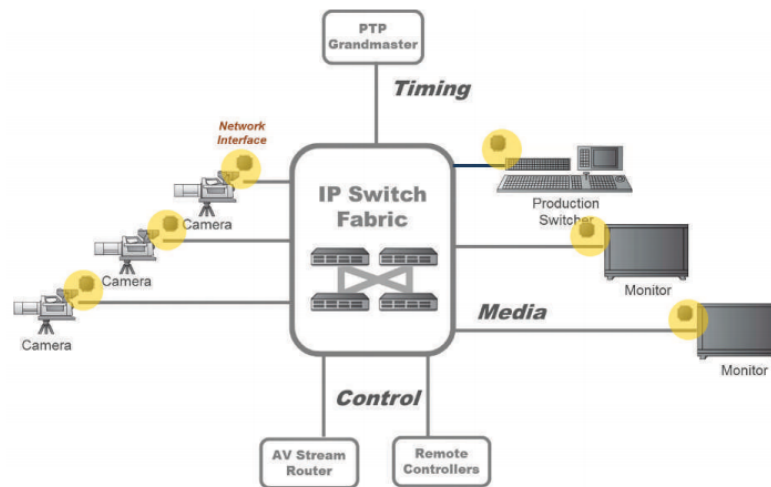 PTP
Grandmaster
Timing
Network
Interface
IP Switch
Fabric
Camera
Camera
Camera
Production
Switcher
Monitor
Media
Monitor
Control
AV Stream
Router
Remote
Controllers